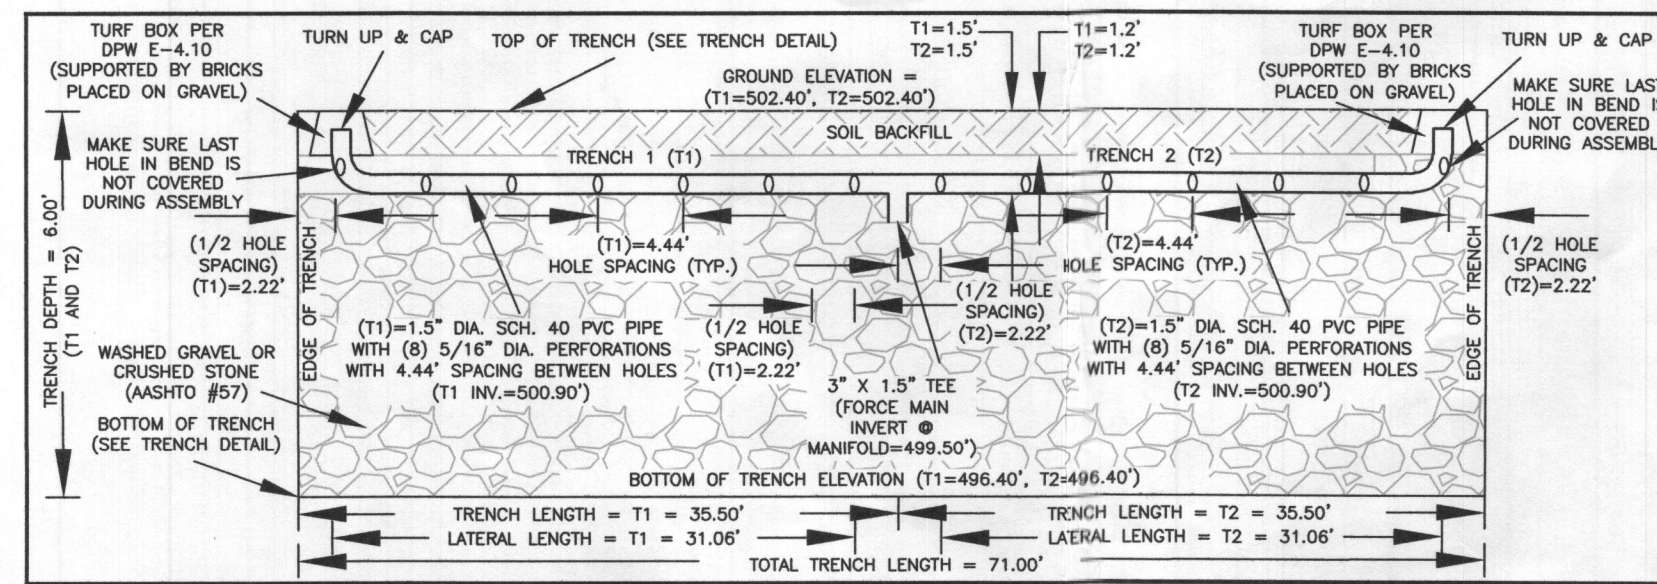 TURF BOX PER
DPW E-4.10
(SUPPORTED BY BRICKS
PLACED ON GRAVEL)
TURN UP & CAP
TOP OF TRENCH (SEE TRENCH DETAIL)
GROUND ELEVATION =
(T1=502.40', T2=502.40')
T1=1.5'
T2=1.5'
T1=1.2'
T2=1.2'
TURF BOX PER
DPW E-4.10
(SUPPORTED BY BRICKS
PLACED ON GRAVEL)
TURN UP & CAP
MAKE SURE LAST
HOLE IN BEND IS
NOT COVERED
DURING ASSEMBLY
MAKE SURE LAST
HOLE IN BEND IS
NOT COVERED
DURING ASSEMBLY
SOIL BACKFILL
TRENCH 1 (T1)
TRENCH 2 (T2)
TRENCH DEPTH = 6.00'
(T1 AND T2)
(1/2 HOLE
SPACING)
(T1)=2.22'
EDGE OF TRENCH
(T1)=4.44'
HOLE SPACING (TYP.)
(T2)=4.44'
HOLE SPACING (TYP.)
EDGE OF TRENCH
(1/2 HOLE
SPACING
(T2)=2.22'
(1/2 HOLE
SPACING)
(T1)=2.22'
(1/2 HOLE
SPACING)
(T2)=2.22'
(T1)=1.5" DIA. SCH. 40 PVC PIPE
WITH (8) 5/16" DIA. PERFORATIONS
WITH 4.44' SPACING BETWEEN HOLES
(T1 INV.=500.90')
(T2)=1.5" DIA. SCH. 40 PVC PIPE
WITH (8) 5/16" DIA. PERFORATIONS
WITH 4.44' SPACING BETWEEN HOLES
(T2 INV.=500.90')
WASHED GRAVEL OR
CRUSHED STONE
(AASHTO #57)
3" X 1.5" TEE
(FORCE MAIN
INVERT @
MANIFOLD=499.50')
BOTTOM OF TRENCH
(SEE TRENCH DETAIL)
BOTTOM OF TRENCH ELEVATION (T1=496.40', T2=496.40')
TRENCH LENGTH = T1 = 35.50'
TRENCH LENGTH = T2 = 35.50'
LATERAL LENGTH = T1 = 31.06'
LATERAL LENGTH = T2 = 31.06'
TOTAL TRENCH LENGTH = 71.00'